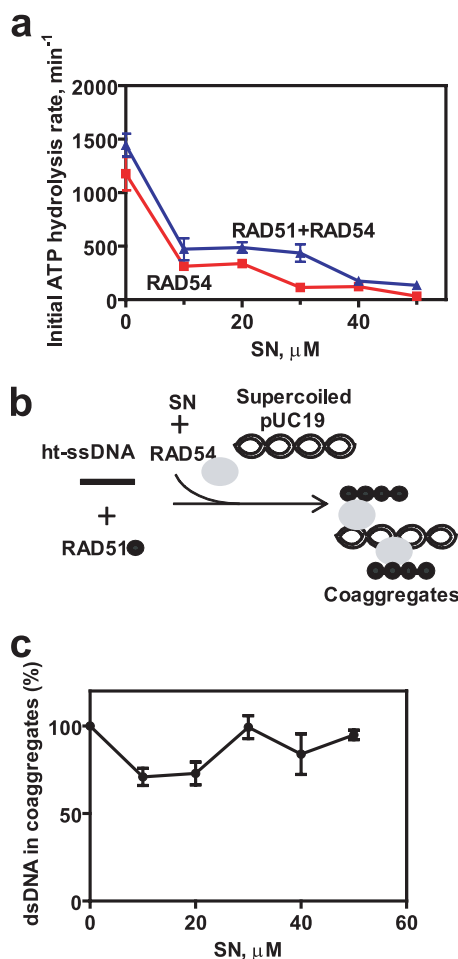 a
Initial ATP hydrolysis rate, min⁻¹
2000
1500
1000
500
0
RAD51+RAD54
RAD54
0
20
40
SN, µM
b
SN
+
RAD54
Supercoiled
pUC19
ht-ssDNA
+
RAD51
Coaggregates
c
dsDNA in coaggregates (%)
100
50
0
0
20
40
60
SN, µM